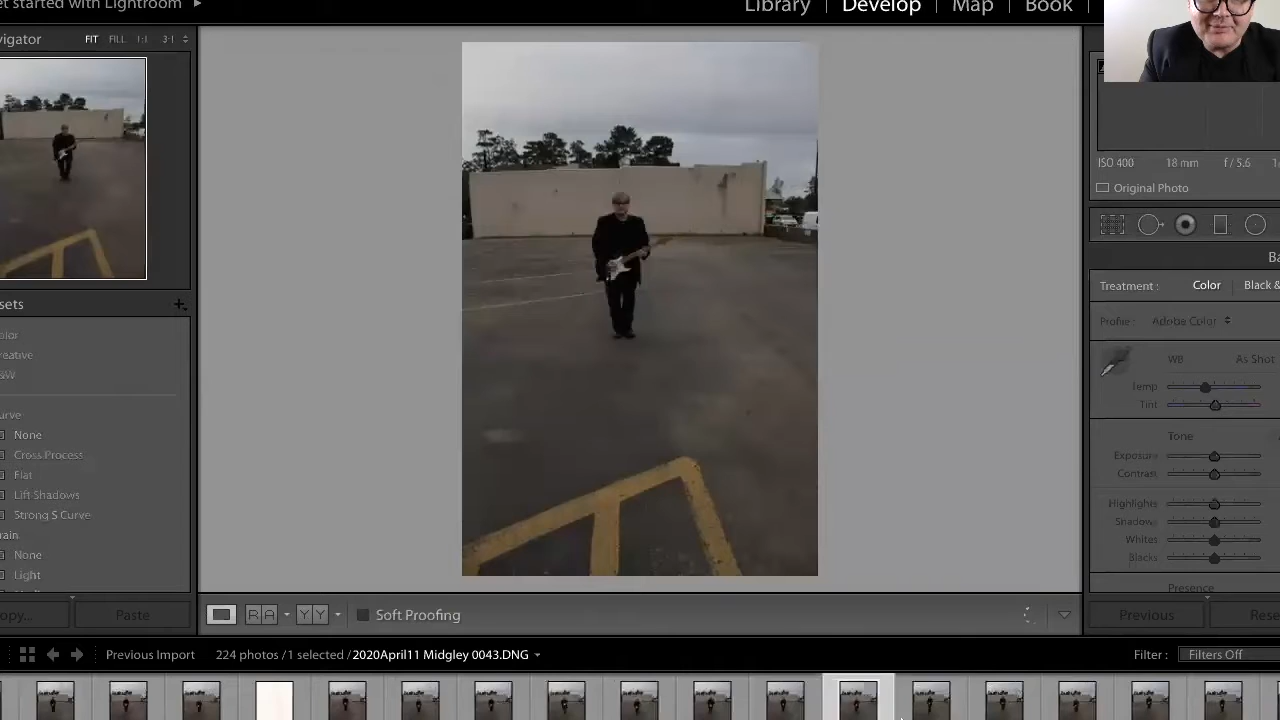 et started with Lightroom
Library Develop Map Book
vigator FIT FILL 1:1 3:1
ISO 400 18 mm f / 5.6
Original Photo
Treatment : Color Black &
Profile : Adobe Color
WB As Shot
Temp
Tint
Tone
Exposure
Contrast
Highlights
Shadows
Whites
Blacks
Presence
sets
olor
reative
&W
urve
None
Cross Process
Flat
Lift Shadows
Strong S Curve
rain
None
Light
opy... Paste
R A Y Y Soft Proofing
Previous Rese
Previous Import 224 photos / 1 selected / 2020April11 Midgley 0043.DNG
Filter : Filters Off